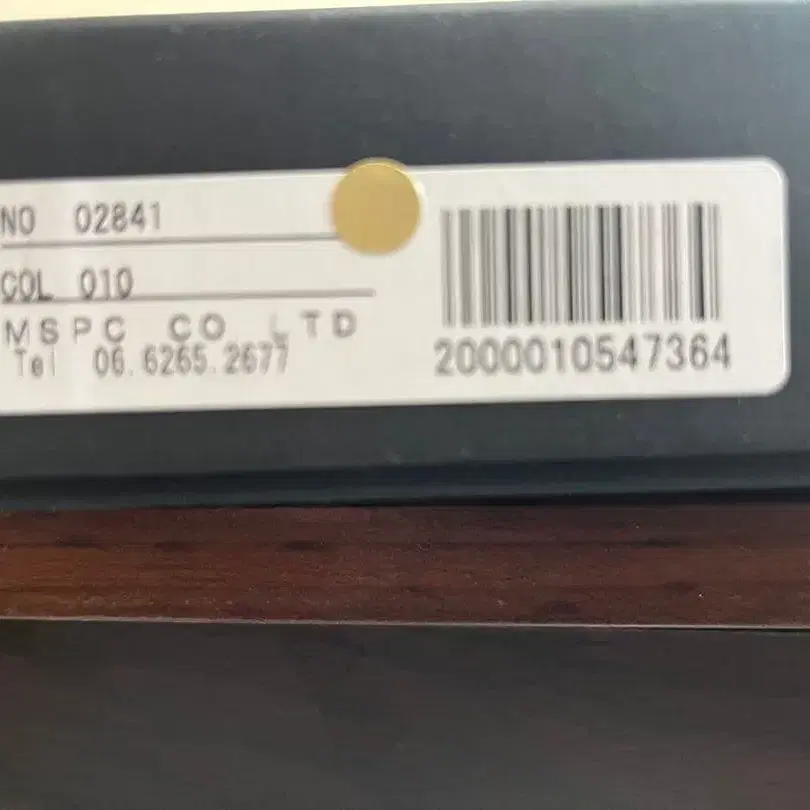 NO 02841
COL 010
MSPC CO LTD
Tel 06.6265.2677
2000010547364